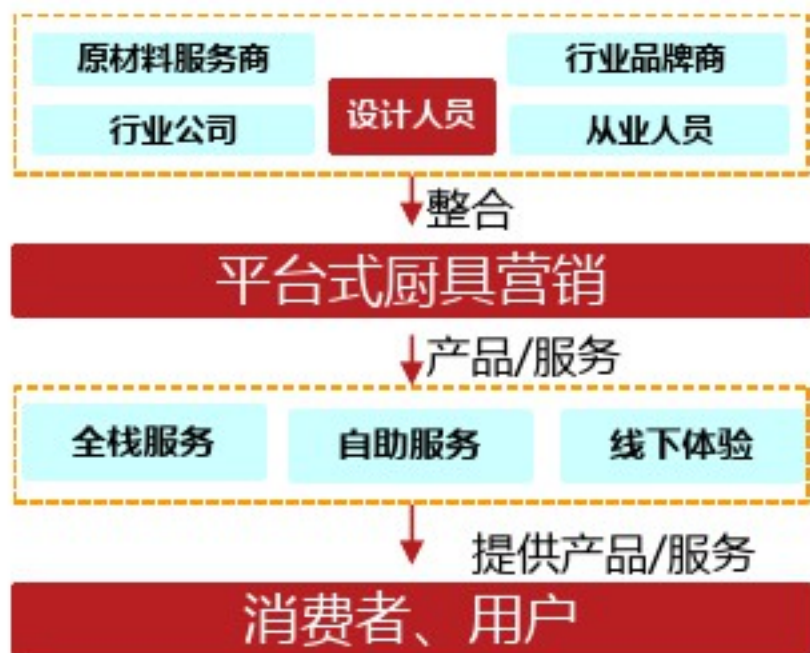 原材料服务商
行业品牌商
设计人员
行业公司
从业人员
整合
平台式厨具营销
产品/服务
全栈服务
自助服务
线下体验
提供产品/服务
消费者、用户